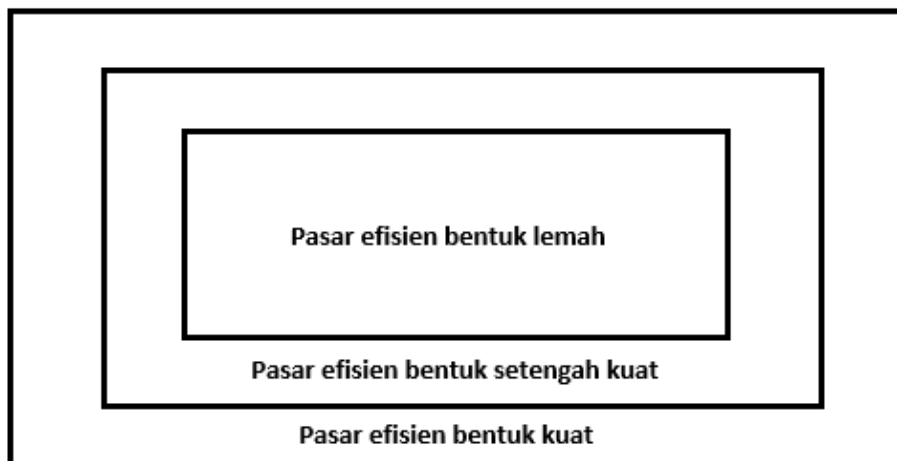 Pasar efisien bentuk lemah
Pasar efisien bentuk setengah kuat
Pasar efisien bentuk kuat